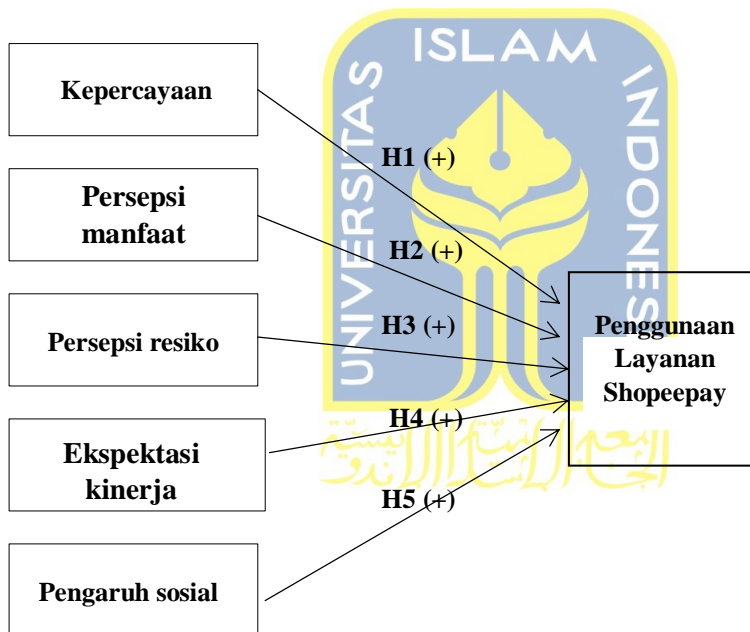 UNIVERSITAS ISLAM INDONES
Kepercayaan
H1 (+)
Persepsi
manfaat
H2 (+)
Persepsi resiko
H3 (+)
Penggunaan
Layanan
Shopeepay
Ekspektasi
kinerja
H4 (+)
H5 (+)
Pengaruh sosial